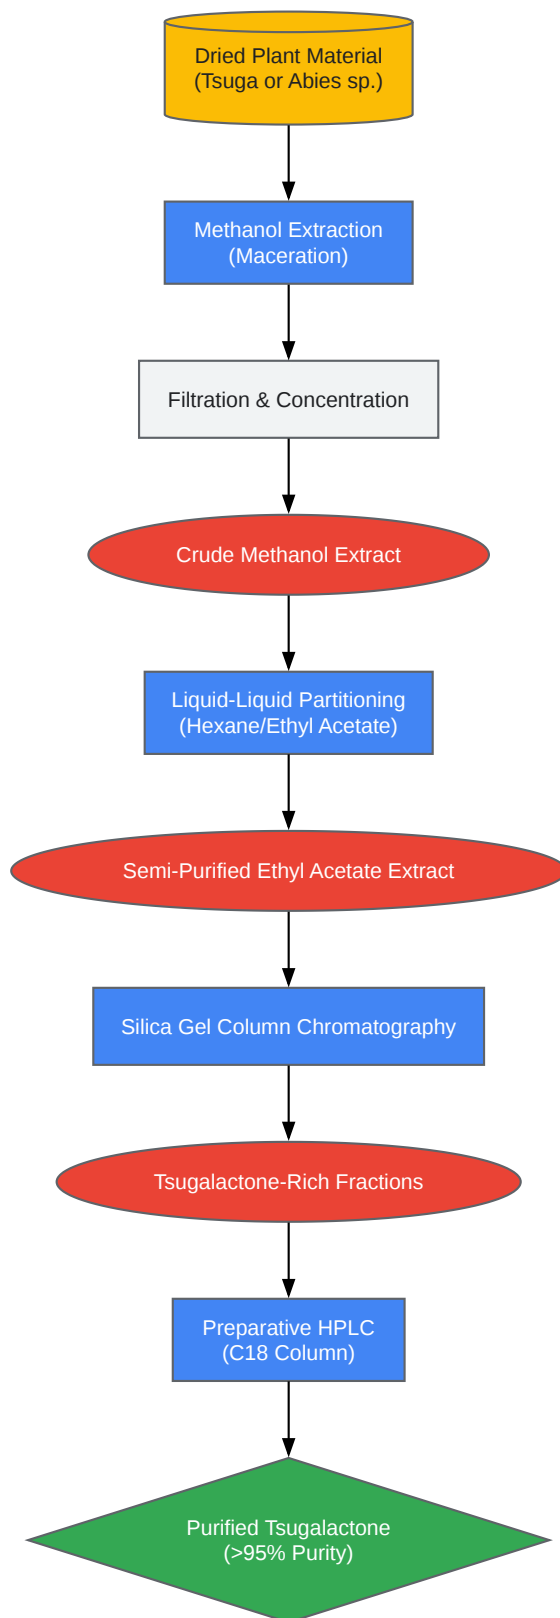 Dried Plant Material
(Tsuga or Abies sp.)
Methanol Extraction
(Maceration)
Filtration & Concentration
Crude Methanol Extract
Liquid-Liquid Partitioning
(Hexane/Ethyl Acetate)
Semi-Purified Ethyl Acetate Extract
Silica Gel Column Chromatography
Tsugalactone-Rich Fractions
Preparative HPLC
(C18 Column)
Purified Tsugalactone
(>95% Purity)